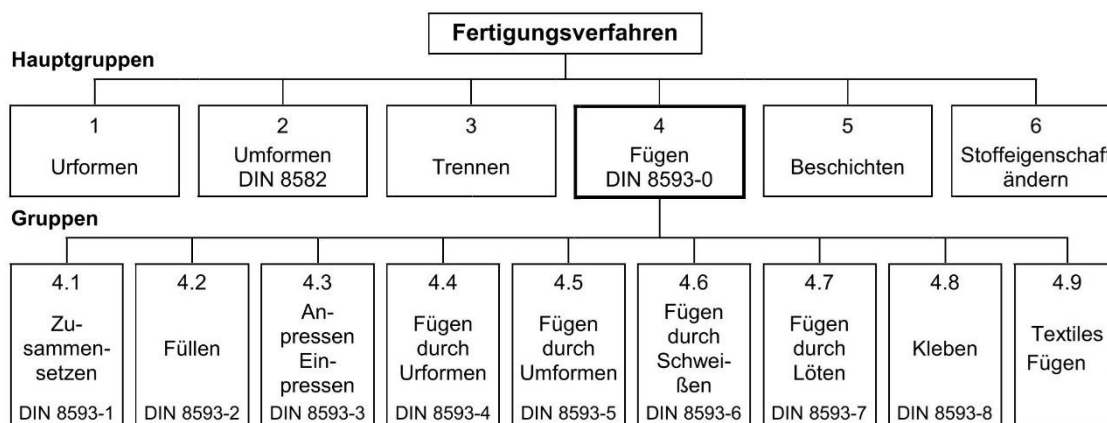 Fertigungsverfahren
Hauptgruppen
1
Urformen
2
Umformen
DIN 8582
3
Trennen
4
Fügen
DIN 8593-0
5
Beschichten
6
Stoffeigenschaft
ändern
Gruppen
4.1
Zu-
sammen-
setzen
DIN 8593-1
4.2
Füllen
DIN 8593-2
4.3
An-
pressen
Ein-
pressen
DIN 8593-3
4.4
Fügen
durch
Urformen
DIN 8593-4
4.5
Fügen
durch
Umformen
DIN 8593-5
4.6
Fügen
durch
Schwei-
ßen
DIN 8593-6
4.7
Fügen
durch
Löten
DIN 8593-7
4.8
Kleben
DIN 8593-8
4.9
Textiles
Fügen